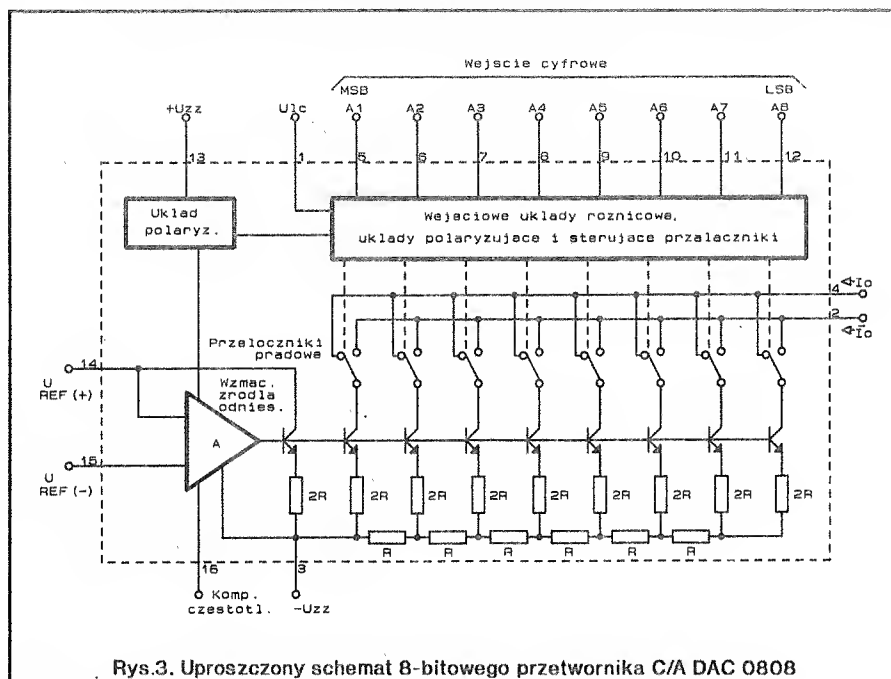 Wejscie cyfrowe
MSB
LSB
+Uzz
Ulc
A1
A2
A3
A4
A5
A6
A7
A8
13
1
5
6
7
8
9
10
11
12
Uklad
polaryz.
Wejsciowe uklady roznicowe,
uklady polaryzujace i sterujace przelaczniki
4
Io
2
Io
Przelaczniki
pradowe
14
U
REF (+)
Wzmac.
zrodla
odnies.
A
15
U
REF (-)
2R
2R
2R
2R
2R
2R
2R
2R
2R
R
R
R
R
R
R
16
3
Komp.
czestotl.
-Uzz
Rys.3. Uproszczony schemat 8-bitowego przetwornika C/A DAC 0808